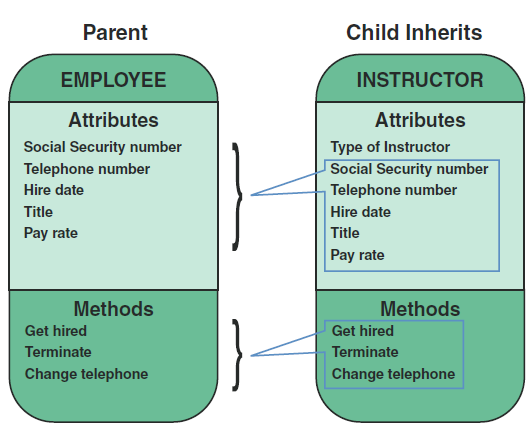 Parent
EMPLOYEE
Attributes
Social Security number
Telephone number
Hire date
Title
Pay rate
Methods
Get hired
Terminate
Change telephone
Child Inherits
INSTRUCTOR
Attributes
Type of Instructor
Social Security number
Telephone number
Hire date
Title
Pay rate
Methods
Get hired
Terminate
Change telephone